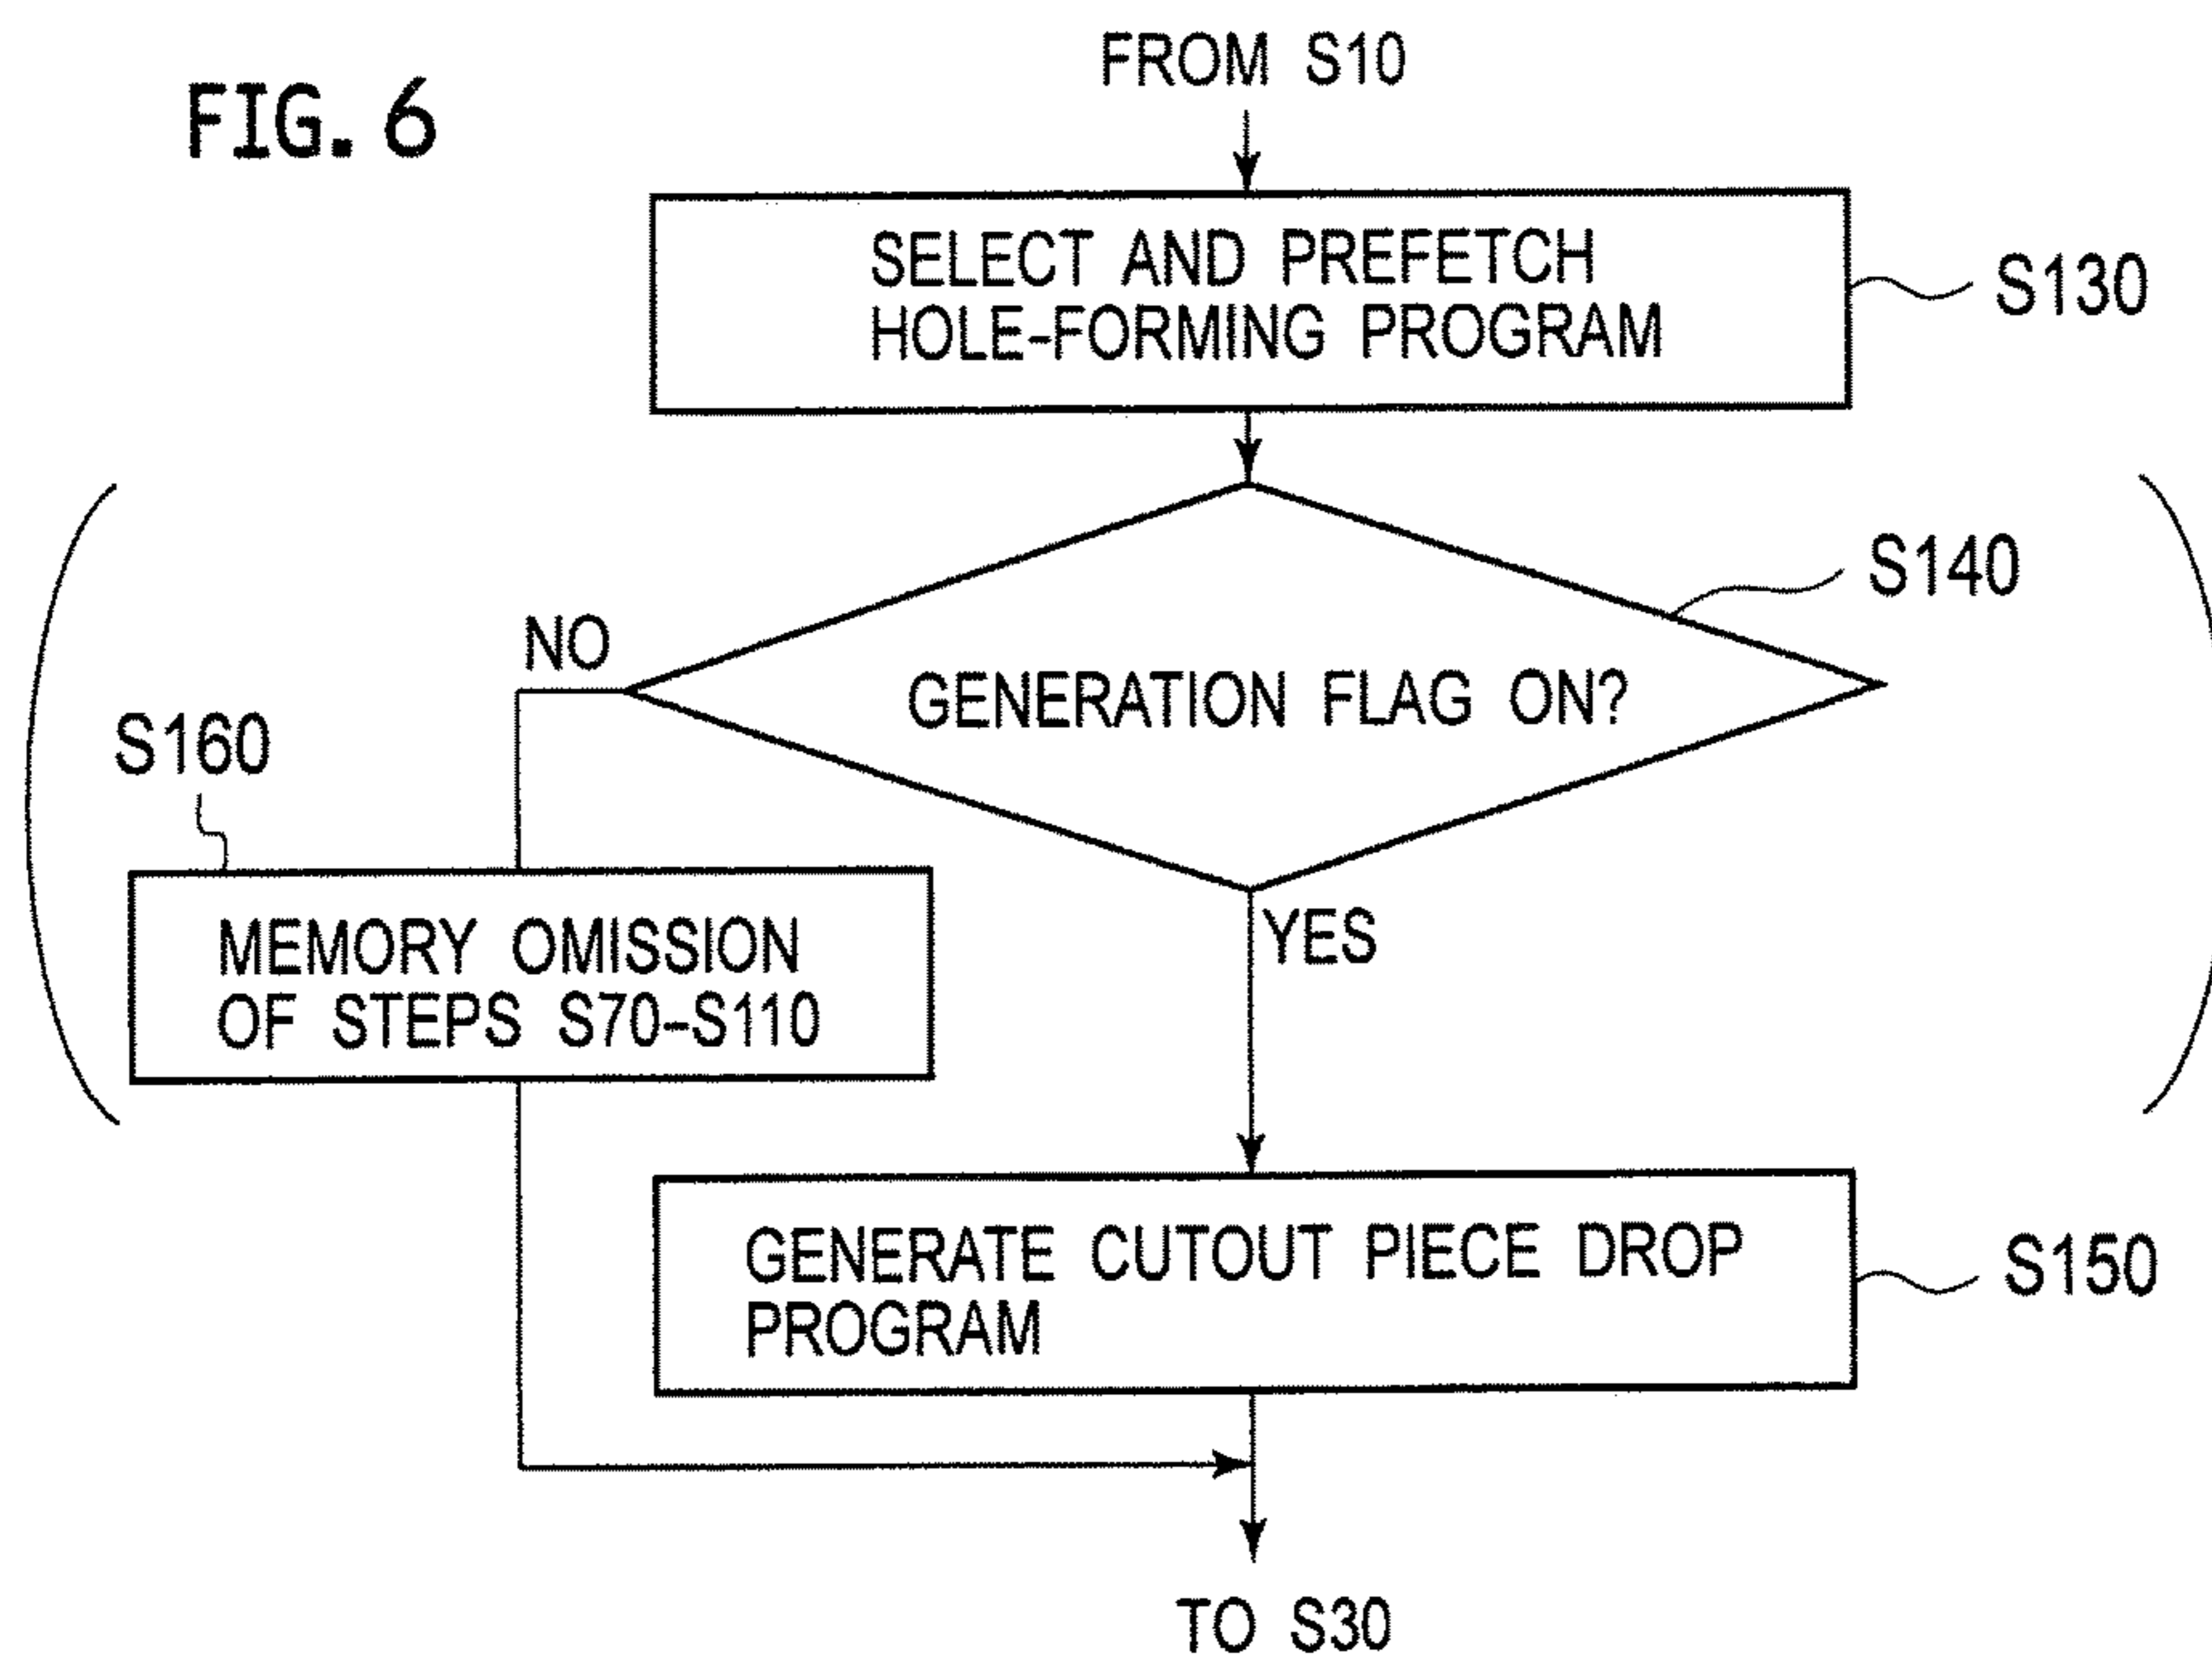 FIG. 6
FROM S10
SELECT AND PREFETCH
HOLE-FORMING PROGRAM
S130
S140
NO
GENERATION FLAG ON?
S160
MEMORY OMISSION
OF STEPS S70-S110
YES
GENERATE CUTOUT PIECE DROP
PROGRAM
S150
TO S30